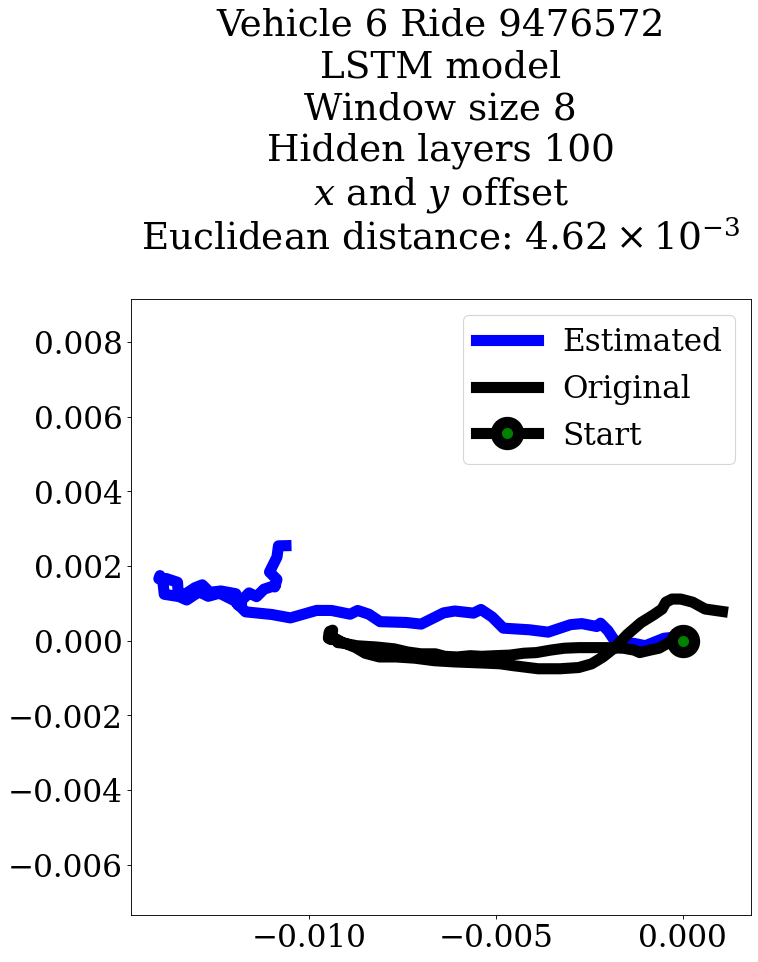 Vehicle 6 Ride 9476572
LSTM model
Window size 8
Hidden layers 100
x and y offset
Euclidean distance: 4.62 × 10⁻³
Estimated
Original
Start
0.008
0.006
0.004
0.002
0.000
−0.002
−0.004
−0.006
−0.010 −0.005 0.000